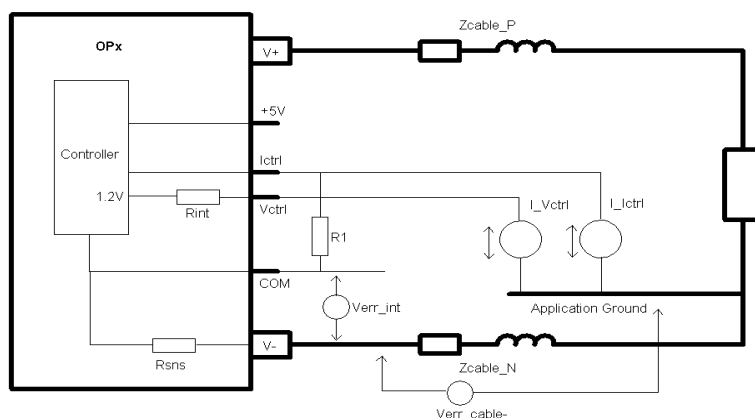 Zcable_P
OPx
V+
+5V
Controller
Ictrl
1.2V
Rint
Vctrl
I_Vctrl
I_Ictrl
R1
COM
Verr_int
Application Ground
Rsns
V-
Zcable_N
Verr_cable-